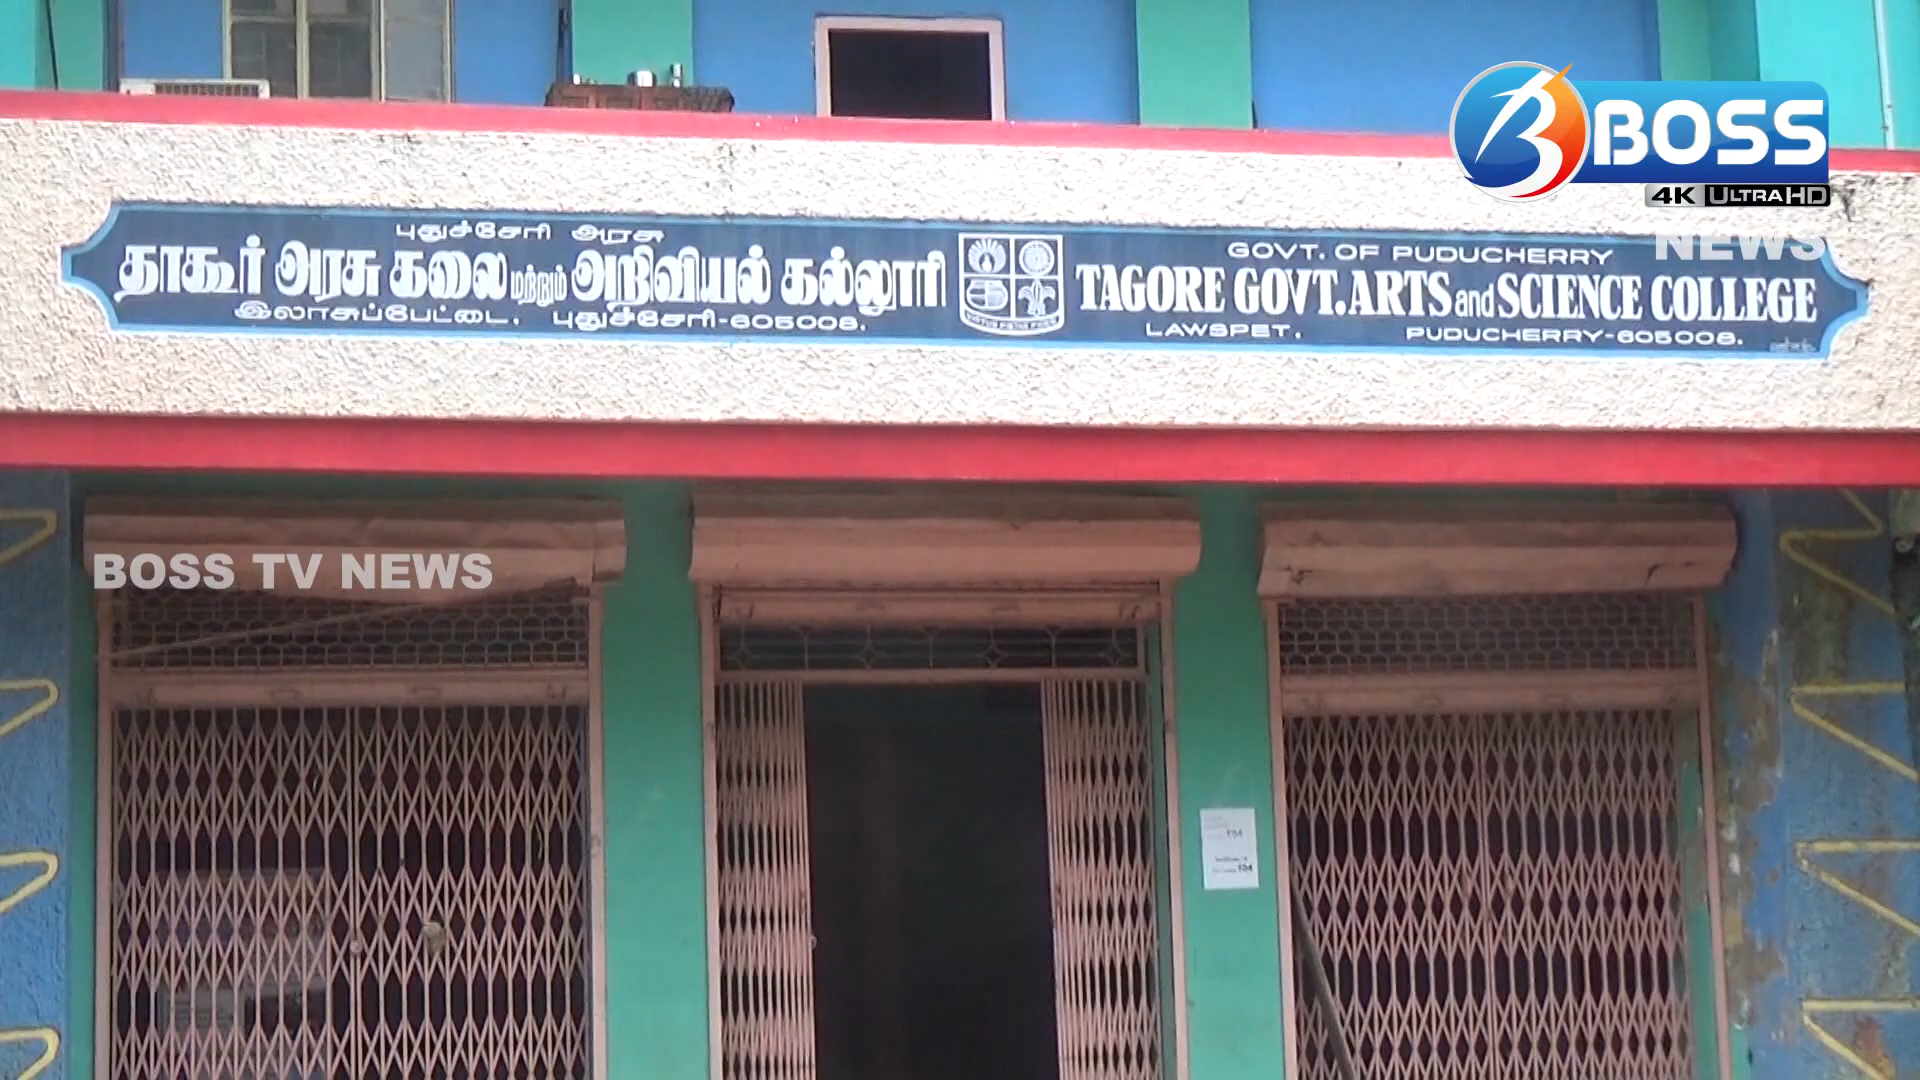 BOSS
4K ULTRAHD
NEWS
புதுச்சேரி அரசு
தாகூர் அரசு கலை மற்றும் அறிவியல் கல்லூரி
இலாசுப்பேட்டை, புதுச்சேரி-605008.
GOVT. OF PUDUCHERRY
TAGORE GOVT. ARTS and SCIENCE COLLEGE
LAWSPET, PUDUCHERRY-605008.
BOSS TV NEWS